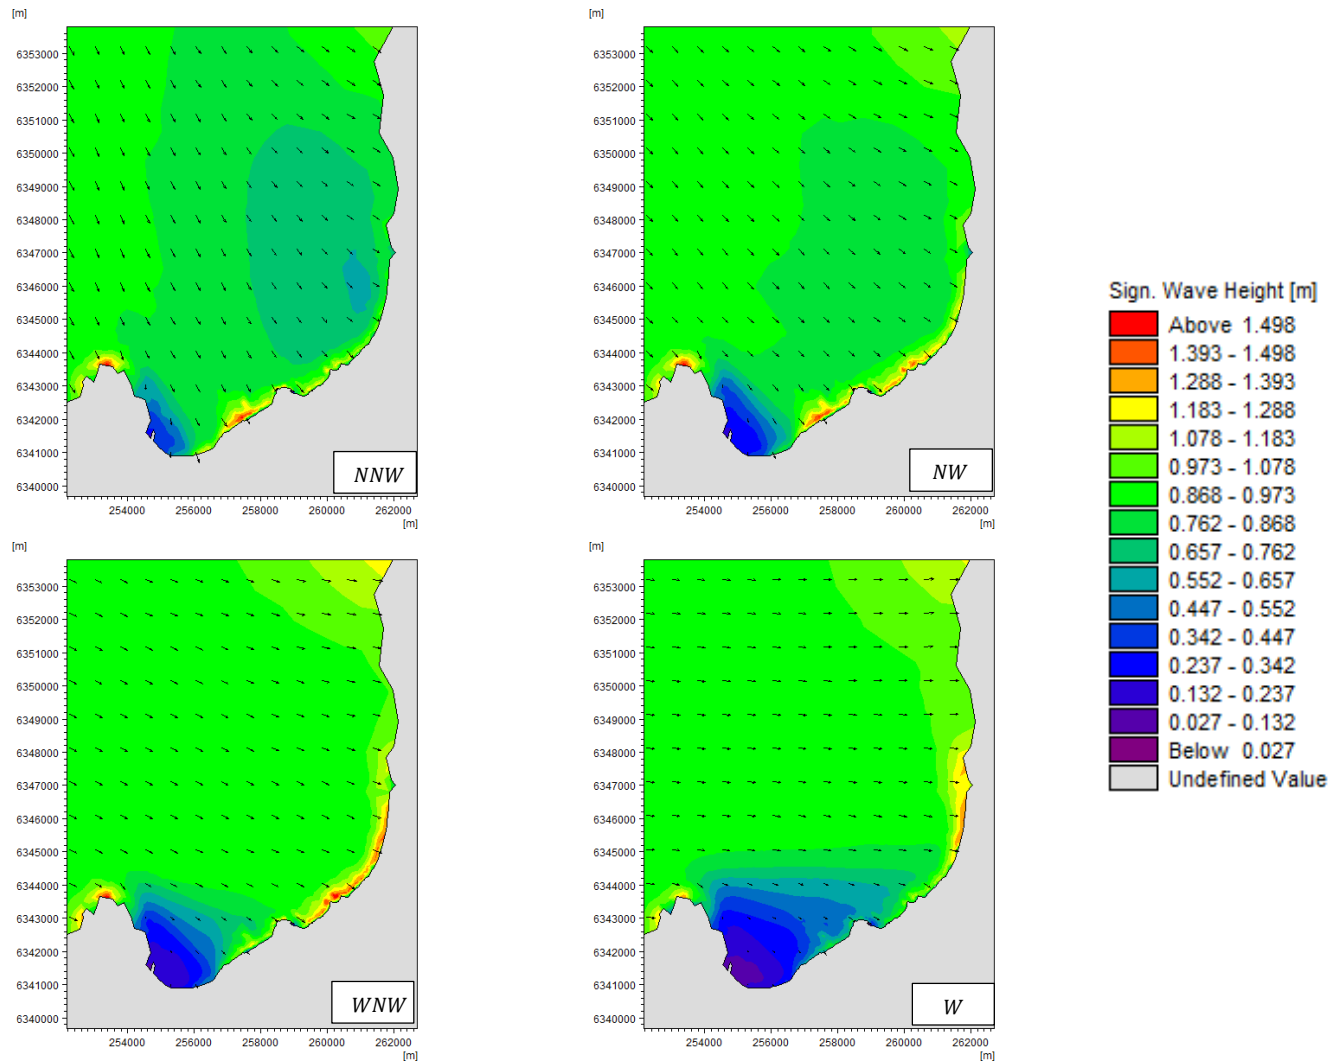 [m]
6353000
6352000
6351000
6350000
6349000
6348000
6347000
6346000
6345000
6344000
6343000
6342000
6341000
6340000
NNW
254000 256000 258000 260000 262000
[m]
[m]
6353000
6352000
6351000
6350000
6349000
6348000
6347000
6346000
6345000
6344000
6343000
6342000
6341000
6340000
NW
254000 256000 258000 260000 262000
[m]
[m]
6353000
6352000
6351000
6350000
6349000
6348000
6347000
6346000
6345000
6344000
6343000
6342000
6341000
6340000
WNW
254000 256000 258000 260000 262000
[m]
[m]
6353000
6352000
6351000
6350000
6349000
6348000
6347000
6346000
6345000
6344000
6343000
6342000
6341000
6340000
W
254000 256000 258000 260000 262000
[m]
Sign. Wave Height [m]
Above 1.498
1.393 - 1.498
1.288 - 1.393
1.183 - 1.288
1.078 - 1.183
0.973 - 1.078
0.868 - 0.973
0.762 - 0.868
0.657 - 0.762
0.552 - 0.657
0.447 - 0.552
0.342 - 0.447
0.237 - 0.342
0.132 - 0.237
0.027 - 0.132
Below 0.027
Undefined Value